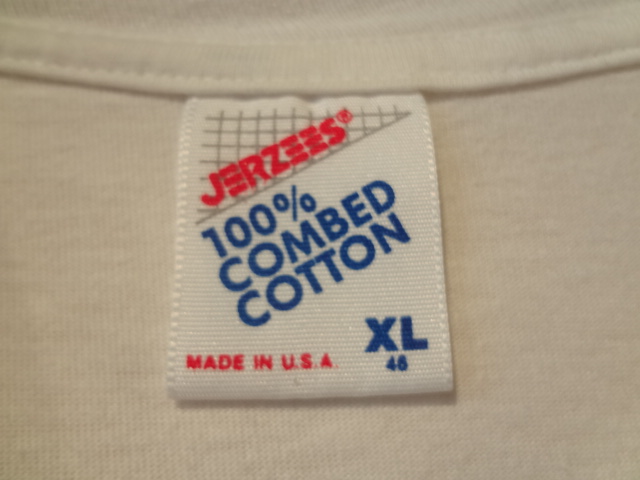 JERZEES®
100%
COMBED
COTTON
XL
46
MADE IN U.S.A.